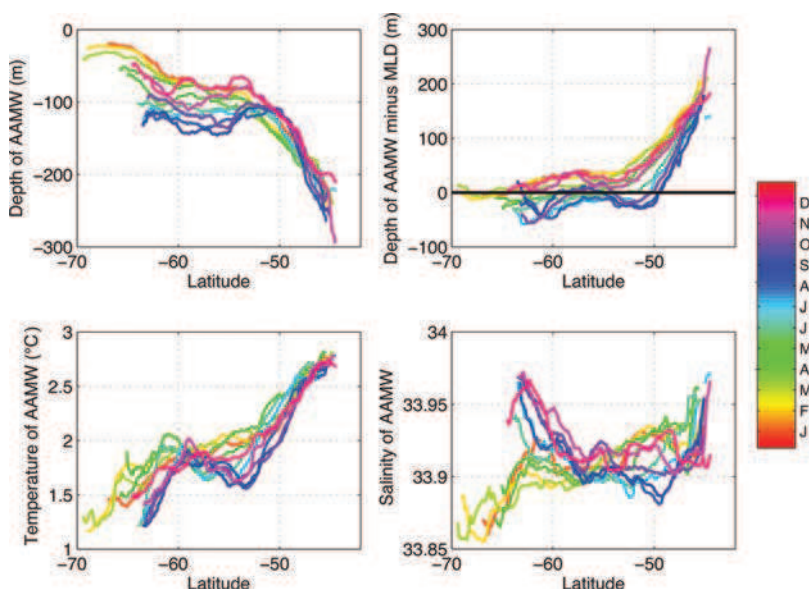 Depth of AAMW (m)
0
−100
−200
−300
−70
−60
−50
Latitude
Depth of AAMW minus MLD (m)
300
200
100
0
−100
−70
−60
−50
Latitude
Temperature of AAMW (°C)
3
2.5
2
1.5
1
−70
−60
−50
Latitude
Salinity of AAMW
34
33.95
33.9
33.85
−70
−60
−50
Latitude
D
N
O
S
A
J
J
M
A
M
F
J